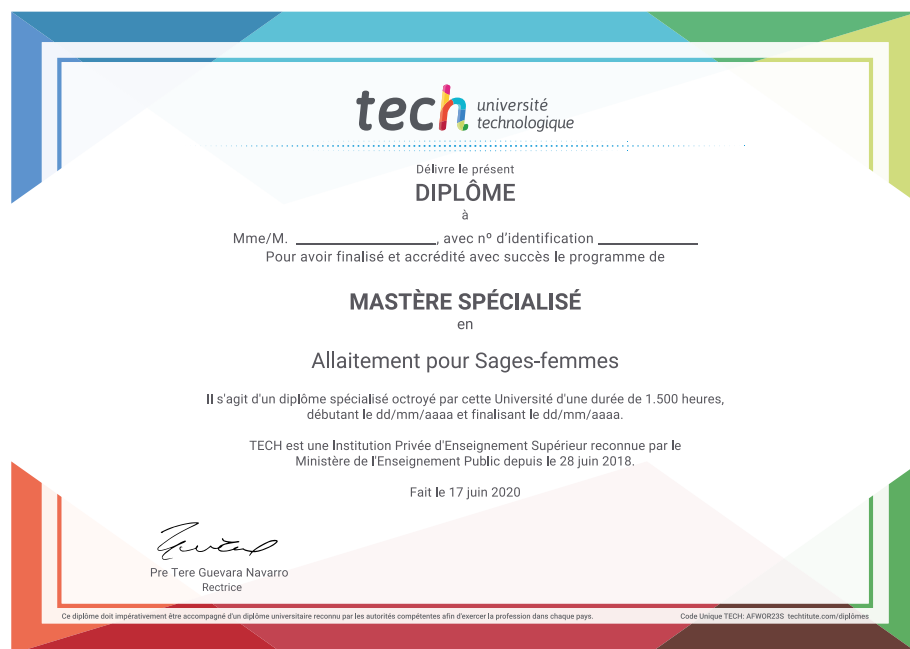 tech université
technologique
Délivre le présent
DIPLÔME
à
Mme/M. ____________________, avec nº d'identification ______________
Pour avoir finalisé et accrédité avec succès le programme de
MASTÈRE SPÉCIALISÉ
en
Allaitement pour Sages-femmes
Il s'agit d'un diplôme spécialisé octroyé par cette Université d'une durée de 1.500 heures,
débutant le dd/mm/aaaa et finalisant le dd/mm/aaaa.
TECH est une Institution Privée d'Enseignement Supérieur reconnue par le
Ministère de l'Enseignement Public depuis le 28 juin 2018.
Fait le 17 juin 2020
Pre Tere Guevara Navarro
Rectrice
Ce diplôme doit impérativement être accompagné d'un diplôme universitaire reconnu par les autorités compétentes afin d'exercer la profession dans chaque pays.
Code Unique TECH: AFWOR23S techtitute.com/diplômes